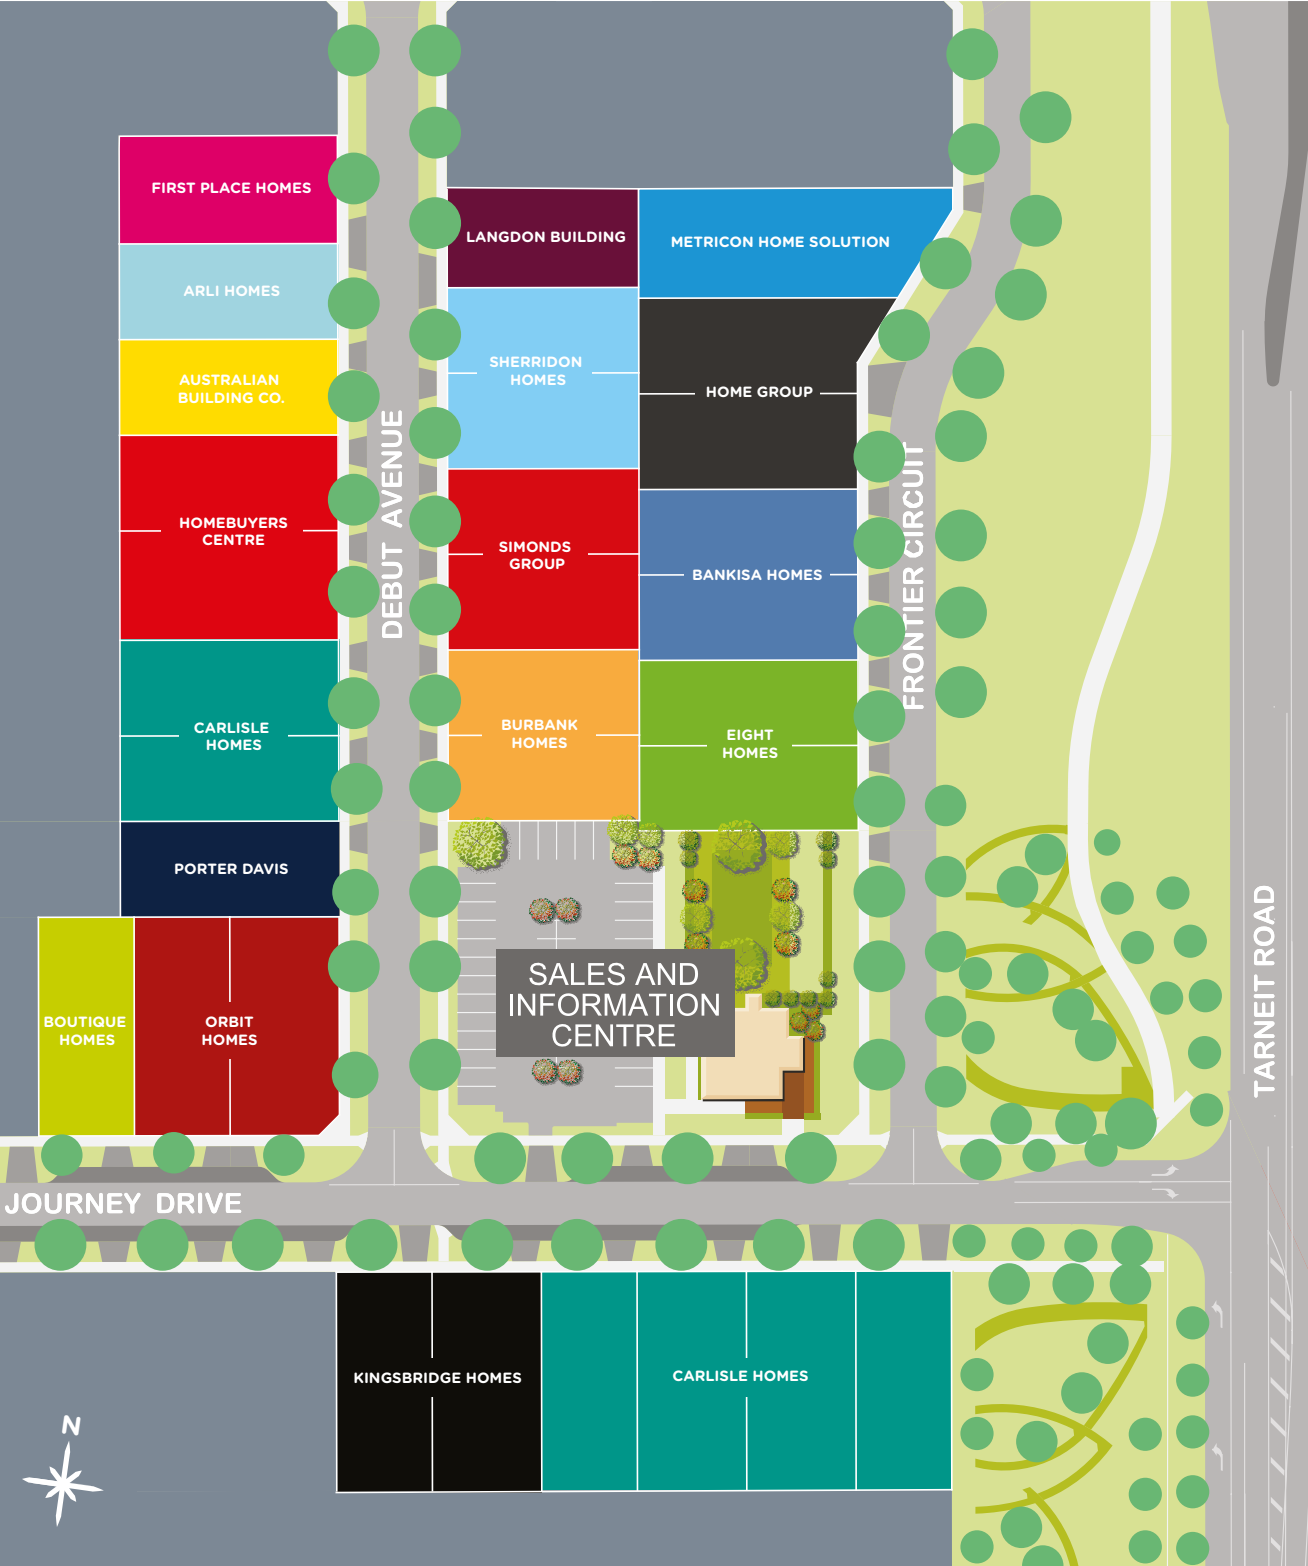 FIRST PLACE HOMES
ARLI HOMES
AUSTRALIAN
BUILDING CO.
HOMEBUYERS
CENTRE
CARLISLE
HOMES
PORTER DAVIS
BOUTIQUE
HOMES
ORBIT
HOMES
DEBUT AVENUE
LANGDON BUILDING
METRICON HOME SOLUTION
SHERRIDON
HOMES
HOME GROUP
SIMONDS
GROUP
BANKISA HOMES
BURBANK
HOMES
EIGHT
HOMES
FRONTIER CIRCUIT
SALES AND
INFORMATION
CENTRE
TARNEIT ROAD
JOURNEY DRIVE
KINGSBRIDGE HOMES
CARLISLE HOMES
N